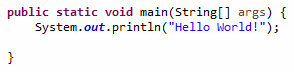 public static void main(String[] args) {
    System.out.println("Hello World!");
}